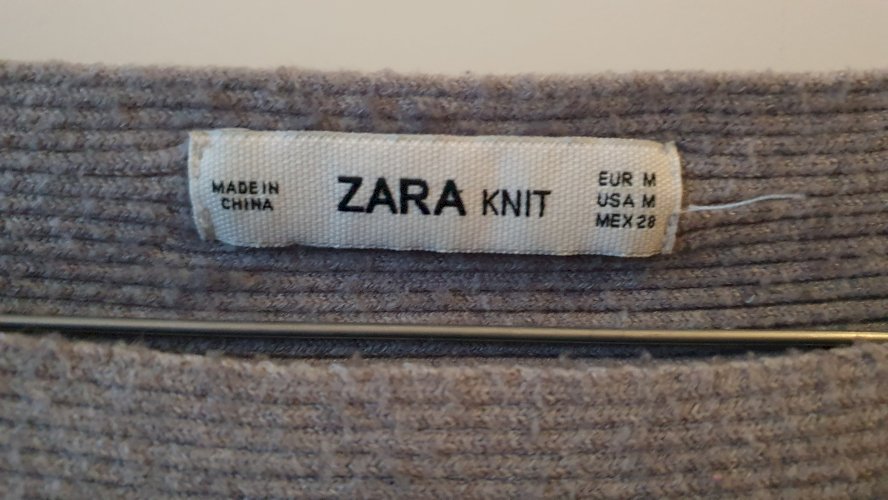 MADE IN
CHINA
ZARA KNIT
EUR M
USA M
MEX 28